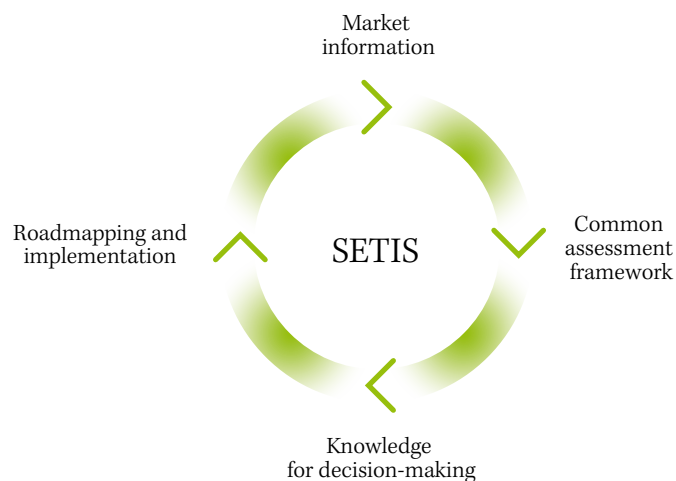 Market
information
Roadmapping and
implementation
SETIS
Common
assessment
framework
Knowledge
for decision-making